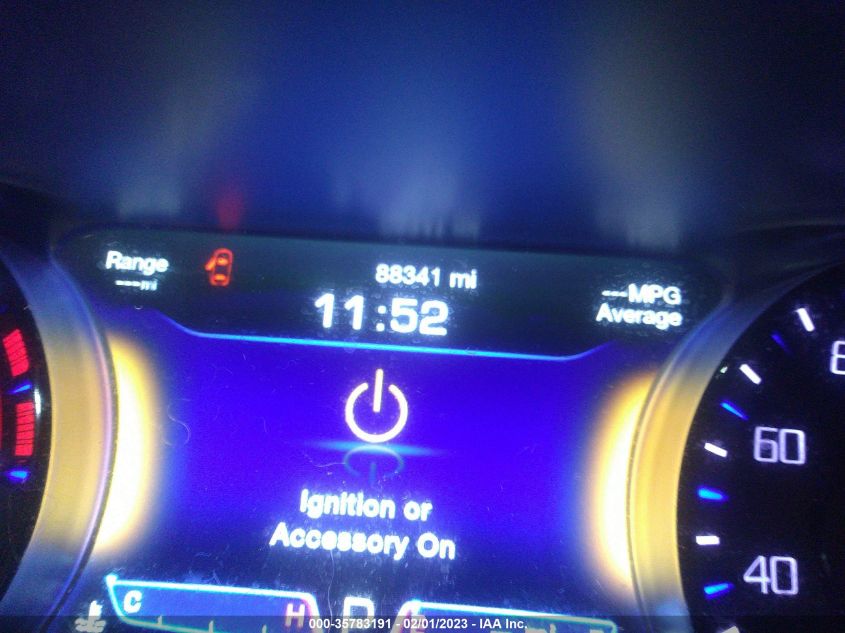 Range
---mi
88341 mi
11:52
---MPG
Average
Ignition or
Accessory On
60
40
C
H
000-35783191 - 02/01/2023 - IAA Inc.